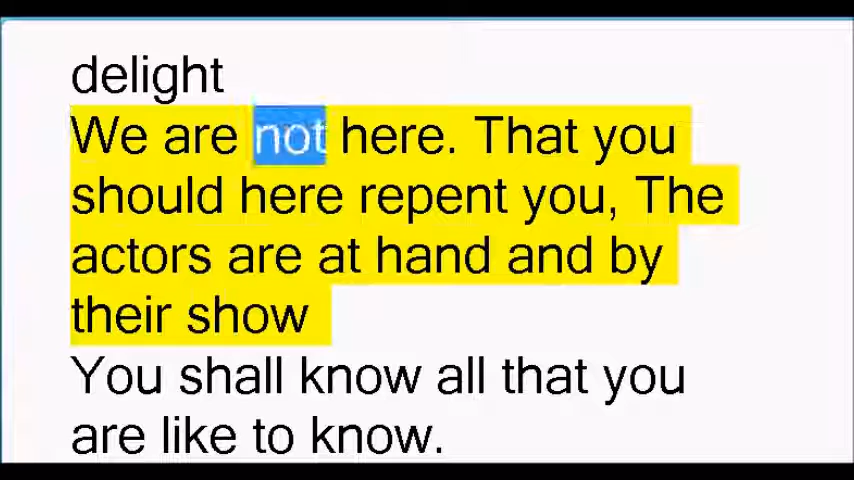 delight
We are not here. That you
should here repent you, The
actors are at hand and by
their show
You shall know all that you
are like to know.